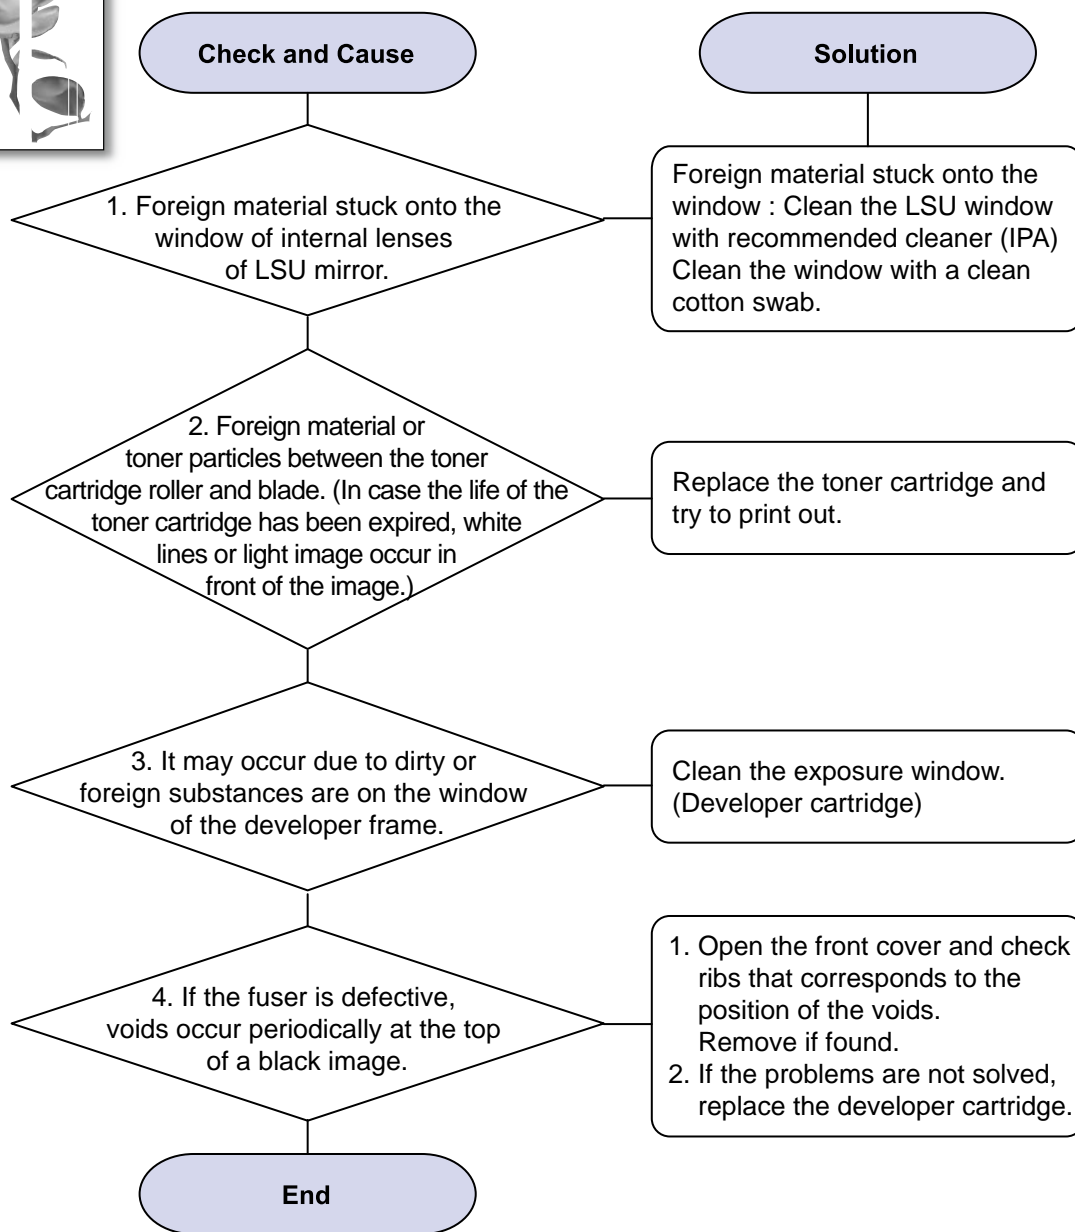 Check and Cause
Solution
1. Foreign material stuck onto the
window of internal lenses
of LSU mirror.
Foreign material stuck onto the
window : Clean the LSU window
with recommended cleaner (IPA)
Clean the window with a clean
cotton swab.
2. Foreign material or
toner particles between the toner
cartridge roller and blade. (In case the life of the
toner cartridge has been expired, white
lines or light image occur in
front of the image.)
Replace the toner cartridge and
try to print out.
3. It may occur due to dirty or
foreign substances are on the window
of the developer frame.
Clean the exposure window.
(Developer cartridge)
4. If the fuser is defective,
voids occur periodically at the top
of a black image.
1. Open the front cover and check
ribs that corresponds to the
position of the voids.
Remove if found.
2. If the problems are not solved,
replace the developer cartridge.
End